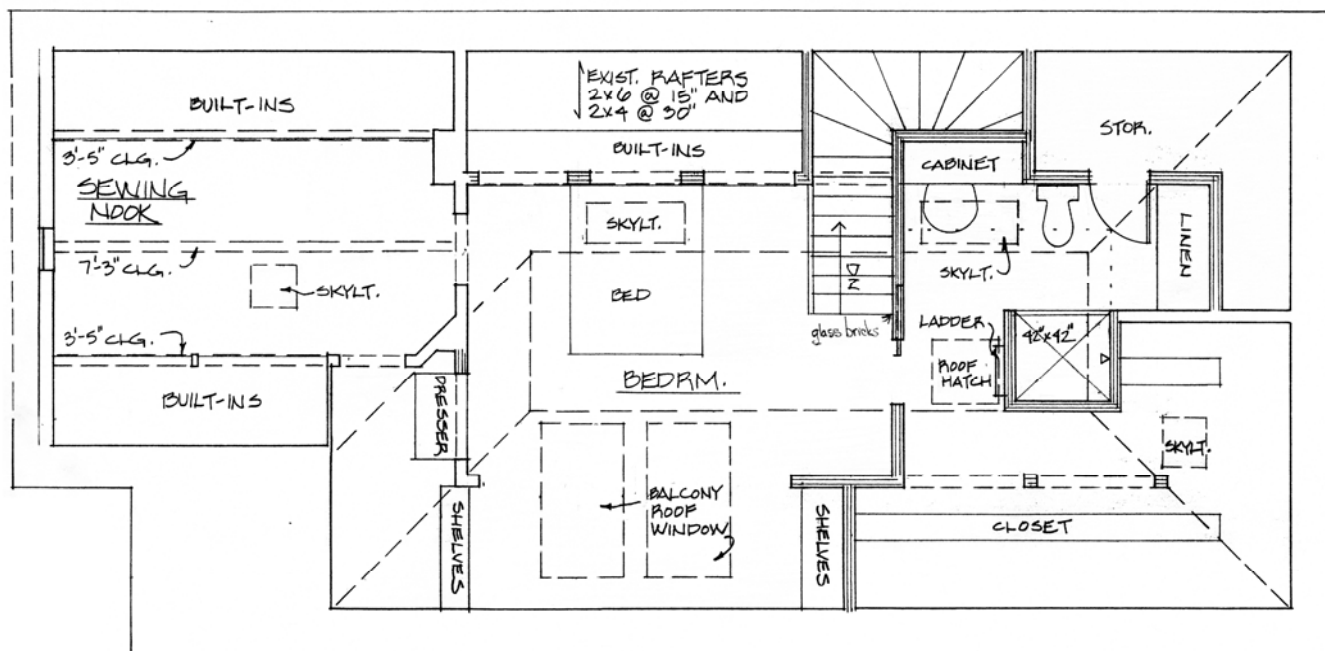 BUILT-INS
3'-5" CLG.
SEWING
NOOK
7'-3" CLG.
SKYLT.
3'-5" CLG.
BUILT-INS
EXIST. RAFTERS
2x6 @ 15" AND
2x4 @ 30"
BUILT-INS
SKYLT.
BED
BEDRM.
DRESSER
SHELVES
BALCONY
ROOF
WINDOW
SHELVES
DN
glass bricks
CABINET
STOR.
SKYLT.
LINEN
LADDER
42"x42"
ROOF
HATCH
SKYLT.
CLOSET